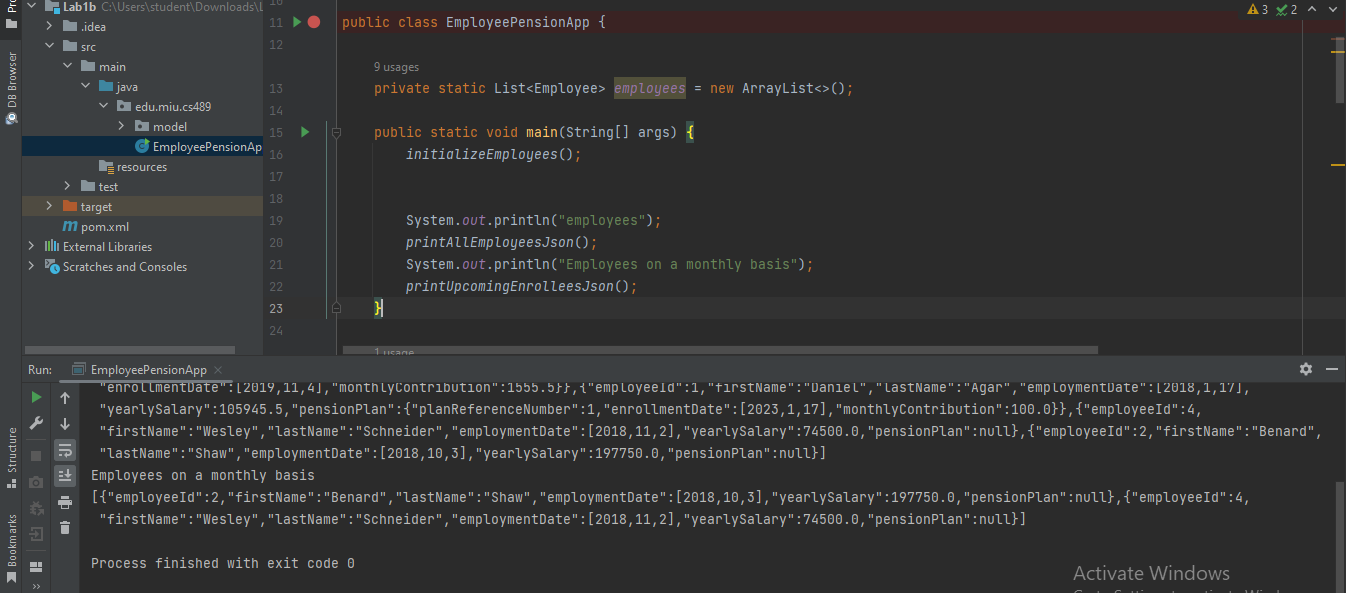 Lab1b C:\Users\student\Downloads\L
.idea
src
main
java
edu.miu.cs489
model
EmployeePensionAp
resources
test
target
pom.xml
External Libraries
Scratches and Consoles
DB Browser
Structure
Bookmarks
3 2
11 public class EmployeePensionApp {
12
9 usages
13 private static List<Employee> employees = new ArrayList<>();
14
15 public static void main(String[] args) {
16 initializeEmployees();
17
18
19 System.out.println("employees");
20 printAllEmployeesJson();
21 System.out.println("Employees on a monthly basis");
22 printUpcomingEnrolleesJson();
23 }
24
1 usage
Run: EmployeePensionApp
"enrollmentDate":[2019,11,4],"monthlyContribution":1555.5}},{"employeeId":1,"firstName":"Daniel","lastName":"Agar","employmentDate":[2018,1,17],
"yearlySalary":105945.5,"pensionPlan":{"planReferenceNumber":1,"enrollmentDate":[2023,1,17],"monthlyContribution":100.0}},{"employeeId":4,
"firstName":"Wesley","lastName":"Schneider","employmentDate":[2018,11,2],"yearlySalary":74500.0,"pensionPlan":null},{"employeeId":2,"firstName":"Benard",
"lastName":"Shaw","employmentDate":[2018,10,3],"yearlySalary":197750.0,"pensionPlan":null}]
Employees on a monthly basis
[{"employeeId":2,"firstName":"Benard","lastName":"Shaw","employmentDate":[2018,10,3],"yearlySalary":197750.0,"pensionPlan":null},{"employeeId":4,
"firstName":"Wesley","lastName":"Schneider","employmentDate":[2018,11,2],"yearlySalary":74500.0,"pensionPlan":null}]
Process finished with exit code 0
Activate Windows